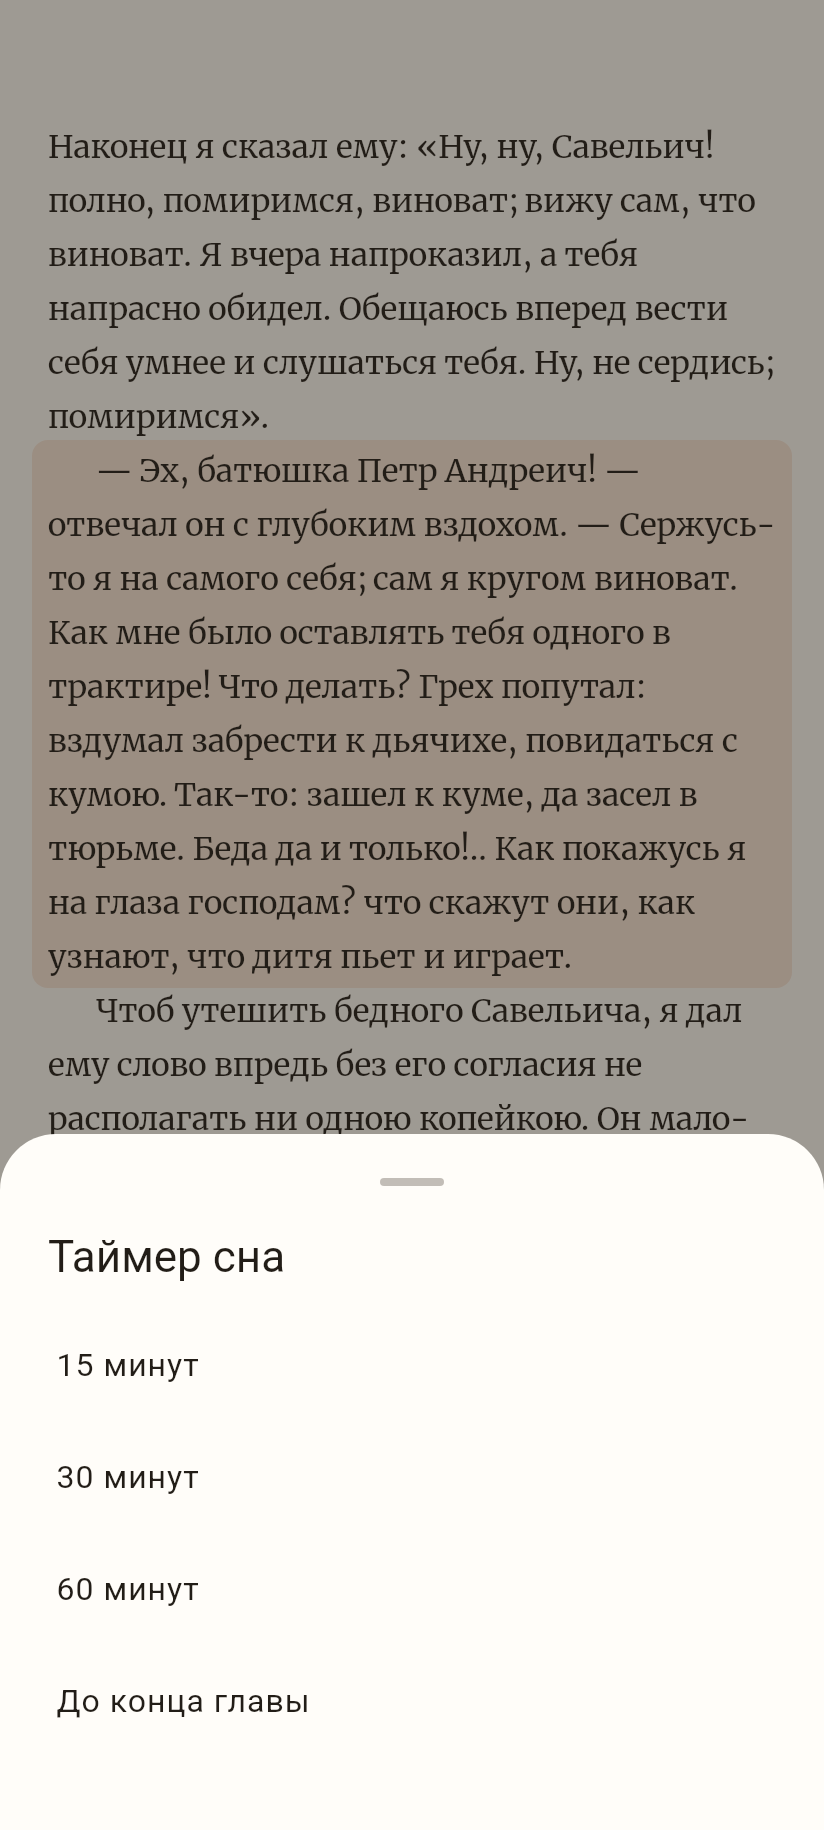 Наконец я сказал ему: «Ну, ну, Савельич!
полно, помиримся, виноват; вижу сам, что
виноват. Я вчера напроказил, а тебя
напрасно обидел. Обещаюсь вперед вести
себя умнее и слушаться тебя. Ну, не сердись;
помиримся».
— Эх, батюшка Петр Андреич! —
отвечал он с глубоким вздохом. — Сержусь-
то я на самого себя; сам я кругом виноват.
Как мне было оставлять тебя одного в
трактире! Что делать? Грех попутал:
вздумал забрести к дьячихе, повидаться с
кумою. Так-то: зашел к куме, да засел в
тюрьме. Беда да и только!.. Как покажусь я
на глаза господам? что скажут они, как
узнают, что дитя пьет и играет.
Чтоб утешить бедного Савельича, я дал
ему слово впредь без его согласия не
располагать ни одною копейкою. Он мало-
Таймер сна
15 минут
30 минут
60 минут
До конца главы